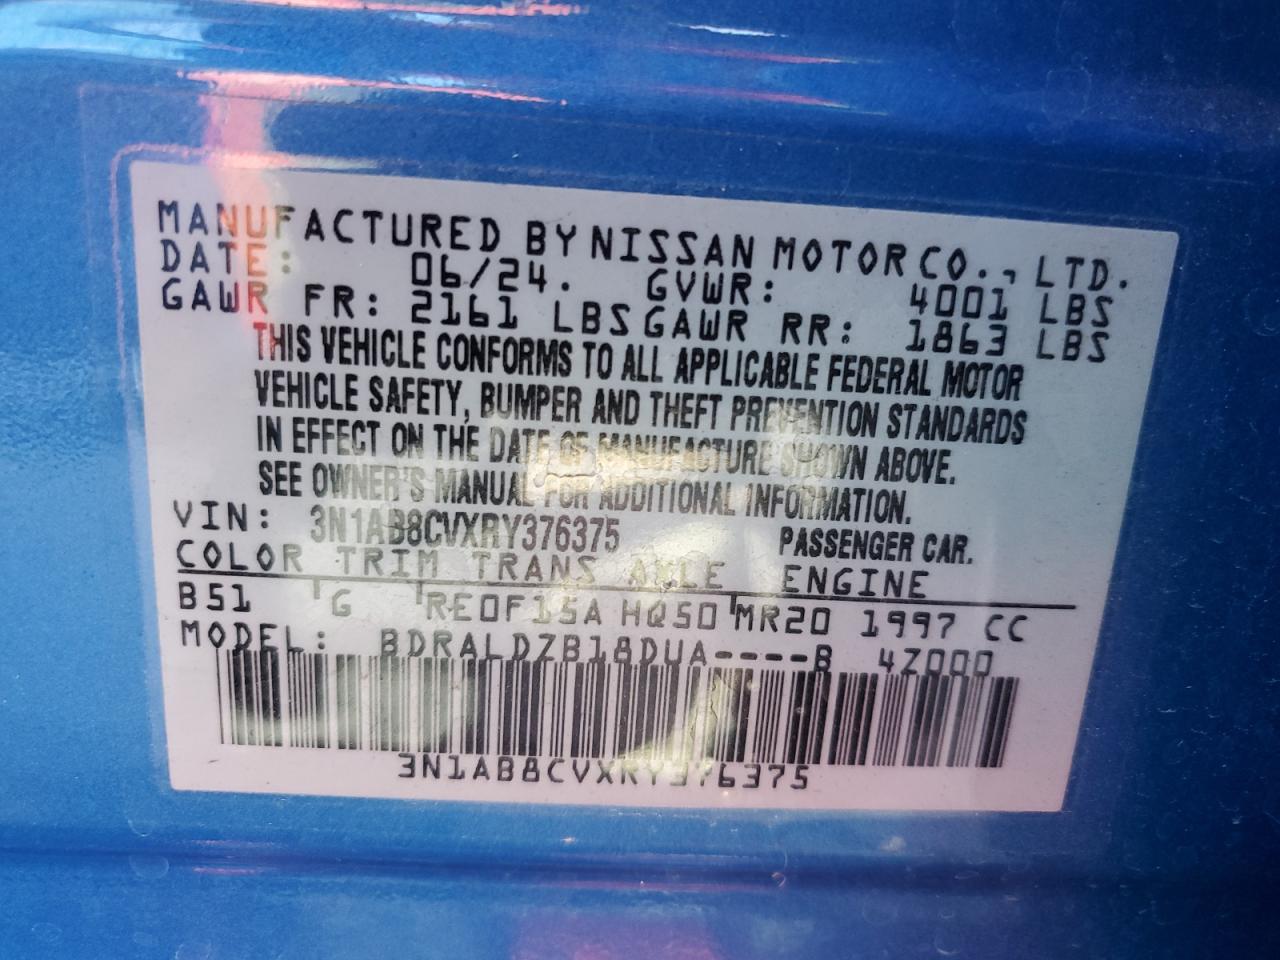 MANUFACTURED BY NISSAN MOTOR CO., LTD.
DATE: 06/24. GVWR: 4001 LBS
GAWR FR: 2161 LBS GAWR RR: 1863 LBS
THIS VEHICLE CONFORMS TO ALL APPLICABLE FEDERAL MOTOR
VEHICLE SAFETY, BUMPER AND THEFT PREVENTION STANDARDS
IN EFFECT ON THE DATE OF MANUFACTURE SHOWN ABOVE.
SEE OWNER'S MANUAL FOR ADDITIONAL INFORMATION.
VIN: 3N1AB8CVXRY376375 PASSENGER CAR.
COLOR TRIM TRANS AXLE ENGINE
B51 G RE0F15A HQ50 MR20 1997 CC
MODEL: BDRALDZB18DUA----B 4Z000
3N1AB8CVXRY376375